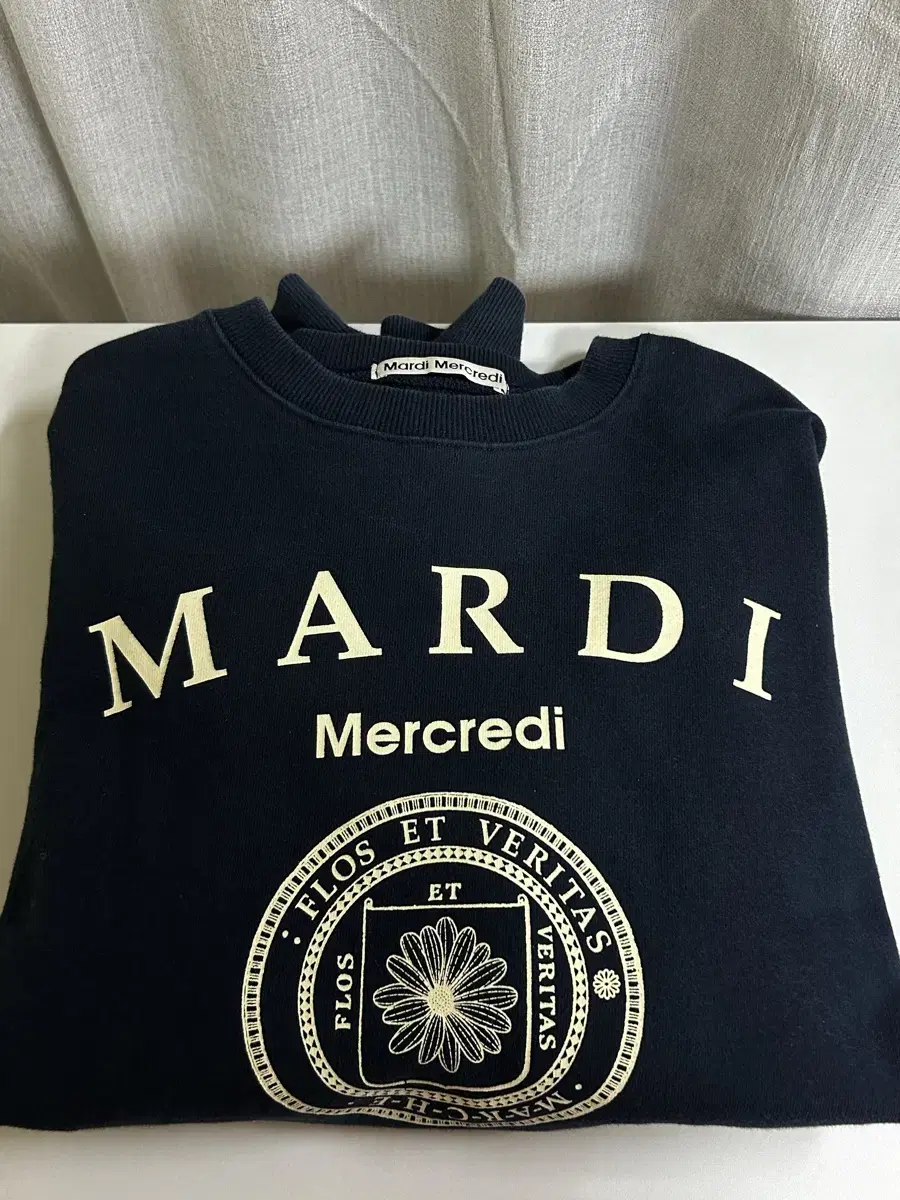 Mardi Mercredi
MARDI
Mercredi
FLOS ET VERITAS
ET
FLOS
VERITAS